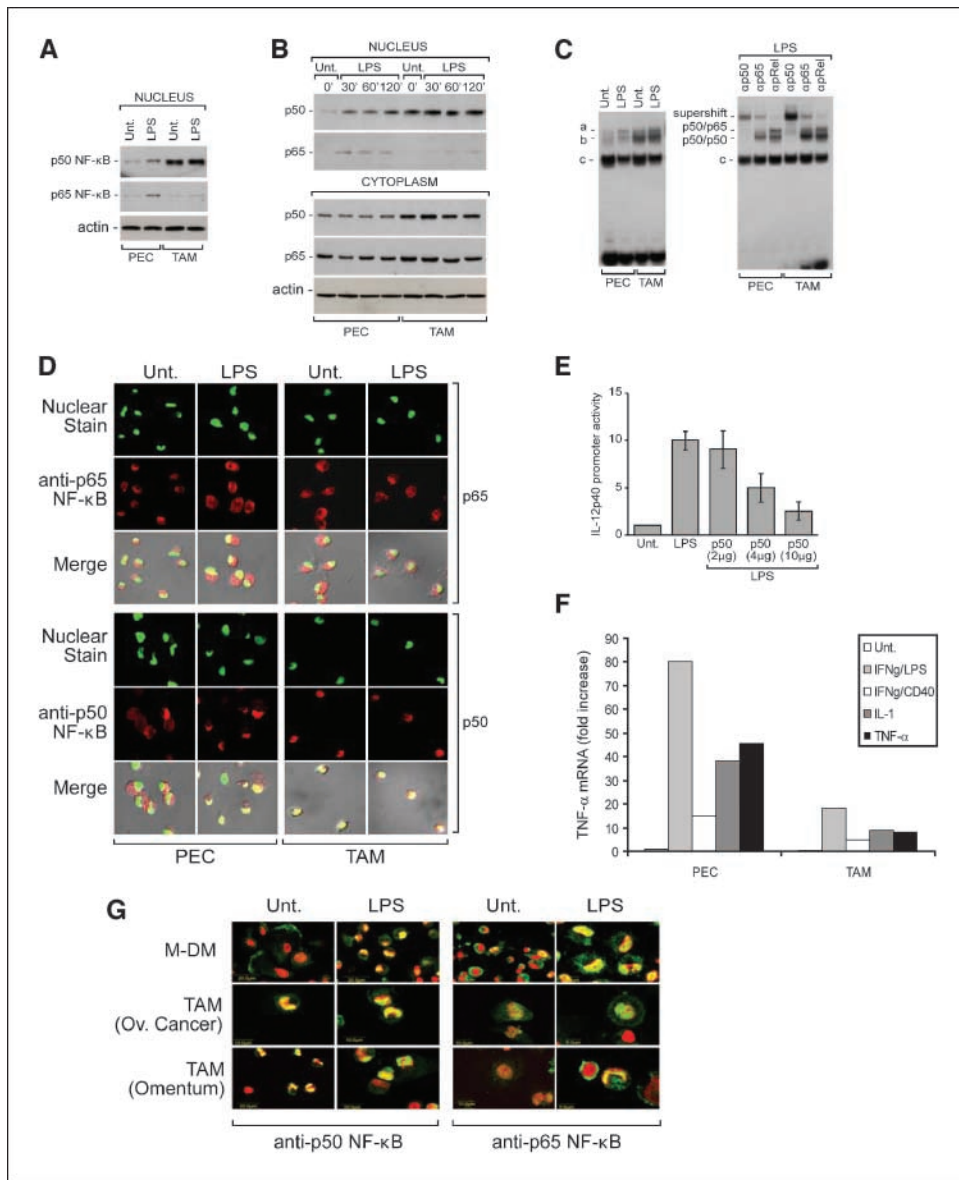 A
NUCLEUS
Unt. LPS Unt. LPS
p50 NF-κB
p65 NF-κB
actin
PEC TAM
B
NUCLEUS
Unt. LPS Unt. LPS
0' 30' 60' 120' 0' 30' 60' 120'
p50
p65
CYTOPLASM
p50
p65
actin
PEC TAM
C
Unt. LPS Unt. LPS
a
b
c
PEC TAM
LPS
αp50 αp65 αpRel αp50 αp65 αpRel
supershift
p50/p65
p50/p50
c
PEC TAM
D
Unt. LPS Unt. LPS
Nuclear
Stain
anti-p65
NF-κB
p65
Merge
Nuclear
Stain
anti-p50
NF-κB
p50
Merge
PEC TAM
E
IL-12p40 promoter activity
15
10
5
0
Unt. LPS p50 p50 p50
(2μg) (4μg) (10μg)
LPS
F
TNF-α mRNA (fold increase)
90
80
70
60
50
40
30
20
10
0
PEC TAM
Unt.
IFNg/LPS
IFNg/CD40
IL-1
TNF-α
G
Unt. LPS Unt. LPS
M-DM
TAM
(Ov. Cancer)
TAM
(Omentum)
anti-p50 NF-κB anti-p65 NF-κB